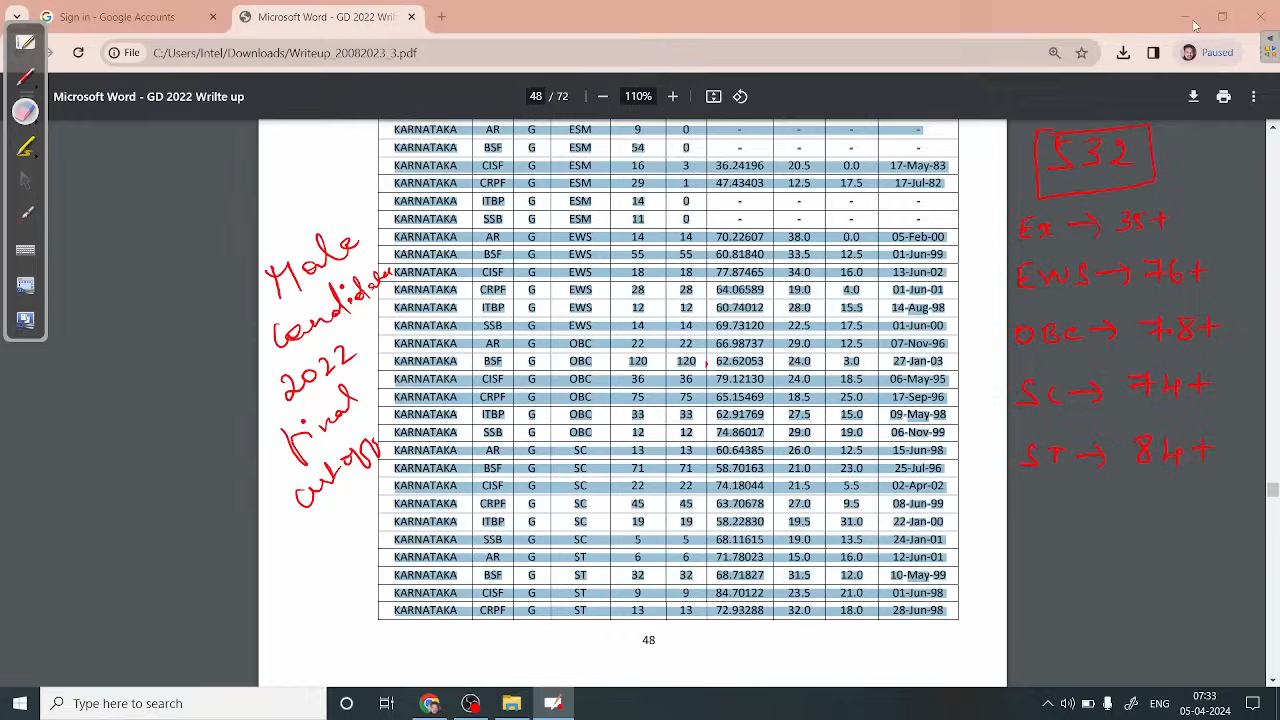 Sign in - Google Accounts
Microsoft Word - GD 2022 Wri
File
C:/Users/Intel/Downloads/Writeup_20082023_3.pdf
Paused
Microsoft Word - GD 2022 Wrilte up
48 / 72
110%
KARNATAKA AR G ESM 9 0 - - - -
KARNATAKA BSF G ESM 54 0 - - - -
KARNATAKA CISF G ESM 16 3 36.24196 20.5 0.0 17-May-83
KARNATAKA CRPF G ESM 29 1 47.43403 12.5 17.5 17-Jul-82
KARNATAKA ITBP G ESM 14 0 - - - -
KARNATAKA SSB G ESM 11 0 - - - -
KARNATAKA AR G EWS 14 14 70.22607 38.0 0.0 05-Feb-00
KARNATAKA BSF G EWS 55 55 60.81840 33.5 12.5 01-Jun-99
KARNATAKA CISF G EWS 18 18 77.87465 34.0 16.0 13-Jun-02
KARNATAKA CRPF G EWS 28 28 64.06589 19.0 4.0 01-Jun-01
KARNATAKA ITBP G EWS 12 12 60.74012 28.0 15.5 14-Aug-98
KARNATAKA SSB G EWS 14 14 69.73120 22.5 17.5 01-Jun-00
KARNATAKA AR G OBC 22 22 66.98737 29.0 12.5 07-Nov-96
KARNATAKA BSF G OBC 120 120 62.62053 24.0 3.0 27-Jan-03
KARNATAKA CISF G OBC 36 36 79.12130 24.0 18.5 06-May-95
KARNATAKA CRPF G OBC 75 75 65.15469 18.5 25.0 17-Sep-96
KARNATAKA ITBP G OBC 33 33 62.91769 27.5 15.0 09-May-98
KARNATAKA SSB G OBC 12 12 74.86017 29.0 19.0 06-Nov-99
KARNATAKA AR G SC 13 13 60.64385 26.0 12.5 15-Jun-98
KARNATAKA BSF G SC 71 71 58.70163 21.0 23.0 25-Jul-96
KARNATAKA CISF G SC 22 22 74.18044 21.5 5.5 02-Apr-02
KARNATAKA CRPF G SC 45 45 63.70678 27.0 9.5 08-Jun-99
KARNATAKA ITBP G SC 19 19 58.22830 19.5 31.0 22-Jan-00
KARNATAKA SSB G SC 5 5 68.11615 19.0 13.5 24-Jan-01
KARNATAKA AR G ST 6 6 71.78023 15.0 16.0 12-Jun-01
KARNATAKA BSF G ST 32 32 68.71827 31.5 12.0 10-May-99
KARNATAKA CISF G ST 9 9 84.70122 23.5 21.0 01-Jun-98
KARNATAKA CRPF G ST 13 13 72.93288 32.0 18.0 28-Jun-98
48
Male
candidates
2022
final
cutoff
532
Ex → 35+
EWS → 76+
OBC → 78+
SC → 74+
ST → 84+
Type here to search
ENG
07:33
05-04-2024